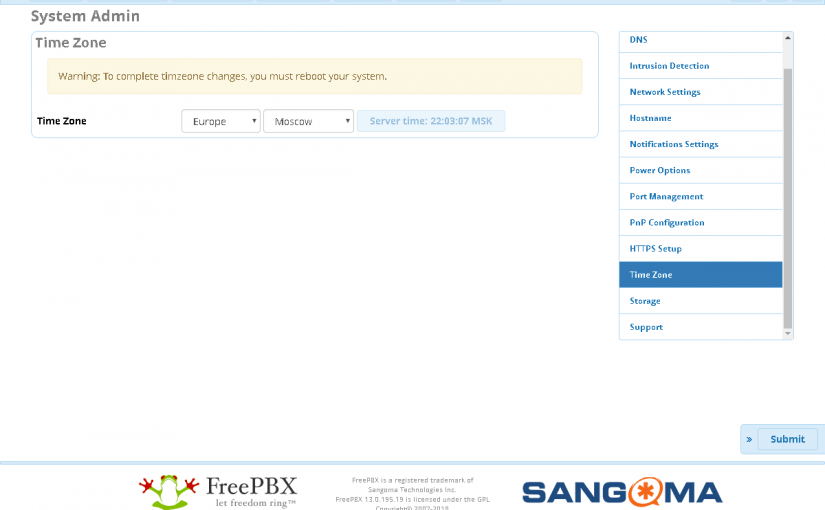 System Admin
Time Zone
Warning: To complete timzeone changes, you must reboot your system.
Time Zone
Europe
Moscow
Server time: 22:03:07 MSK
DNS
Intrusion Detection
Network Settings
Hostname
Notifications Settings
Power Options
Port Management
PnP Configuration
HTTPS Setup
Time Zone
Storage
Support
» Submit
FreePBX
let freedom ring™
FreePBX is a registered trademark of
Sangoma Technologies Inc.
FreePBX 13.0.195.19 is licensed under the GPL
Copyright© 2007-2018
SANGOMA